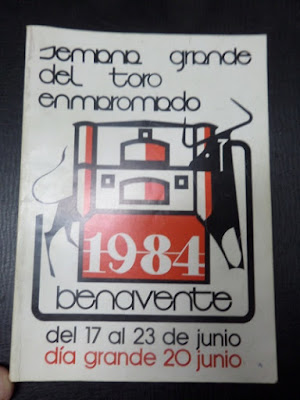 semana grande
del toro
enmaromado
1984
benavente
del 17 al 23 de junio
día grande 20 junio